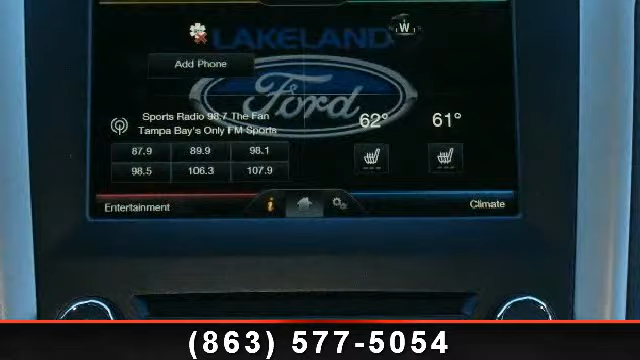 W
LAKELAND
Add Phone
Ford
Sports Radio 98.7 The Fan
Tampa Bay's Only FM Sports
62° 61°
87.9 89.9 98.1
98.5 106.3 107.9
Entertainment i Climate
(863) 577-5054